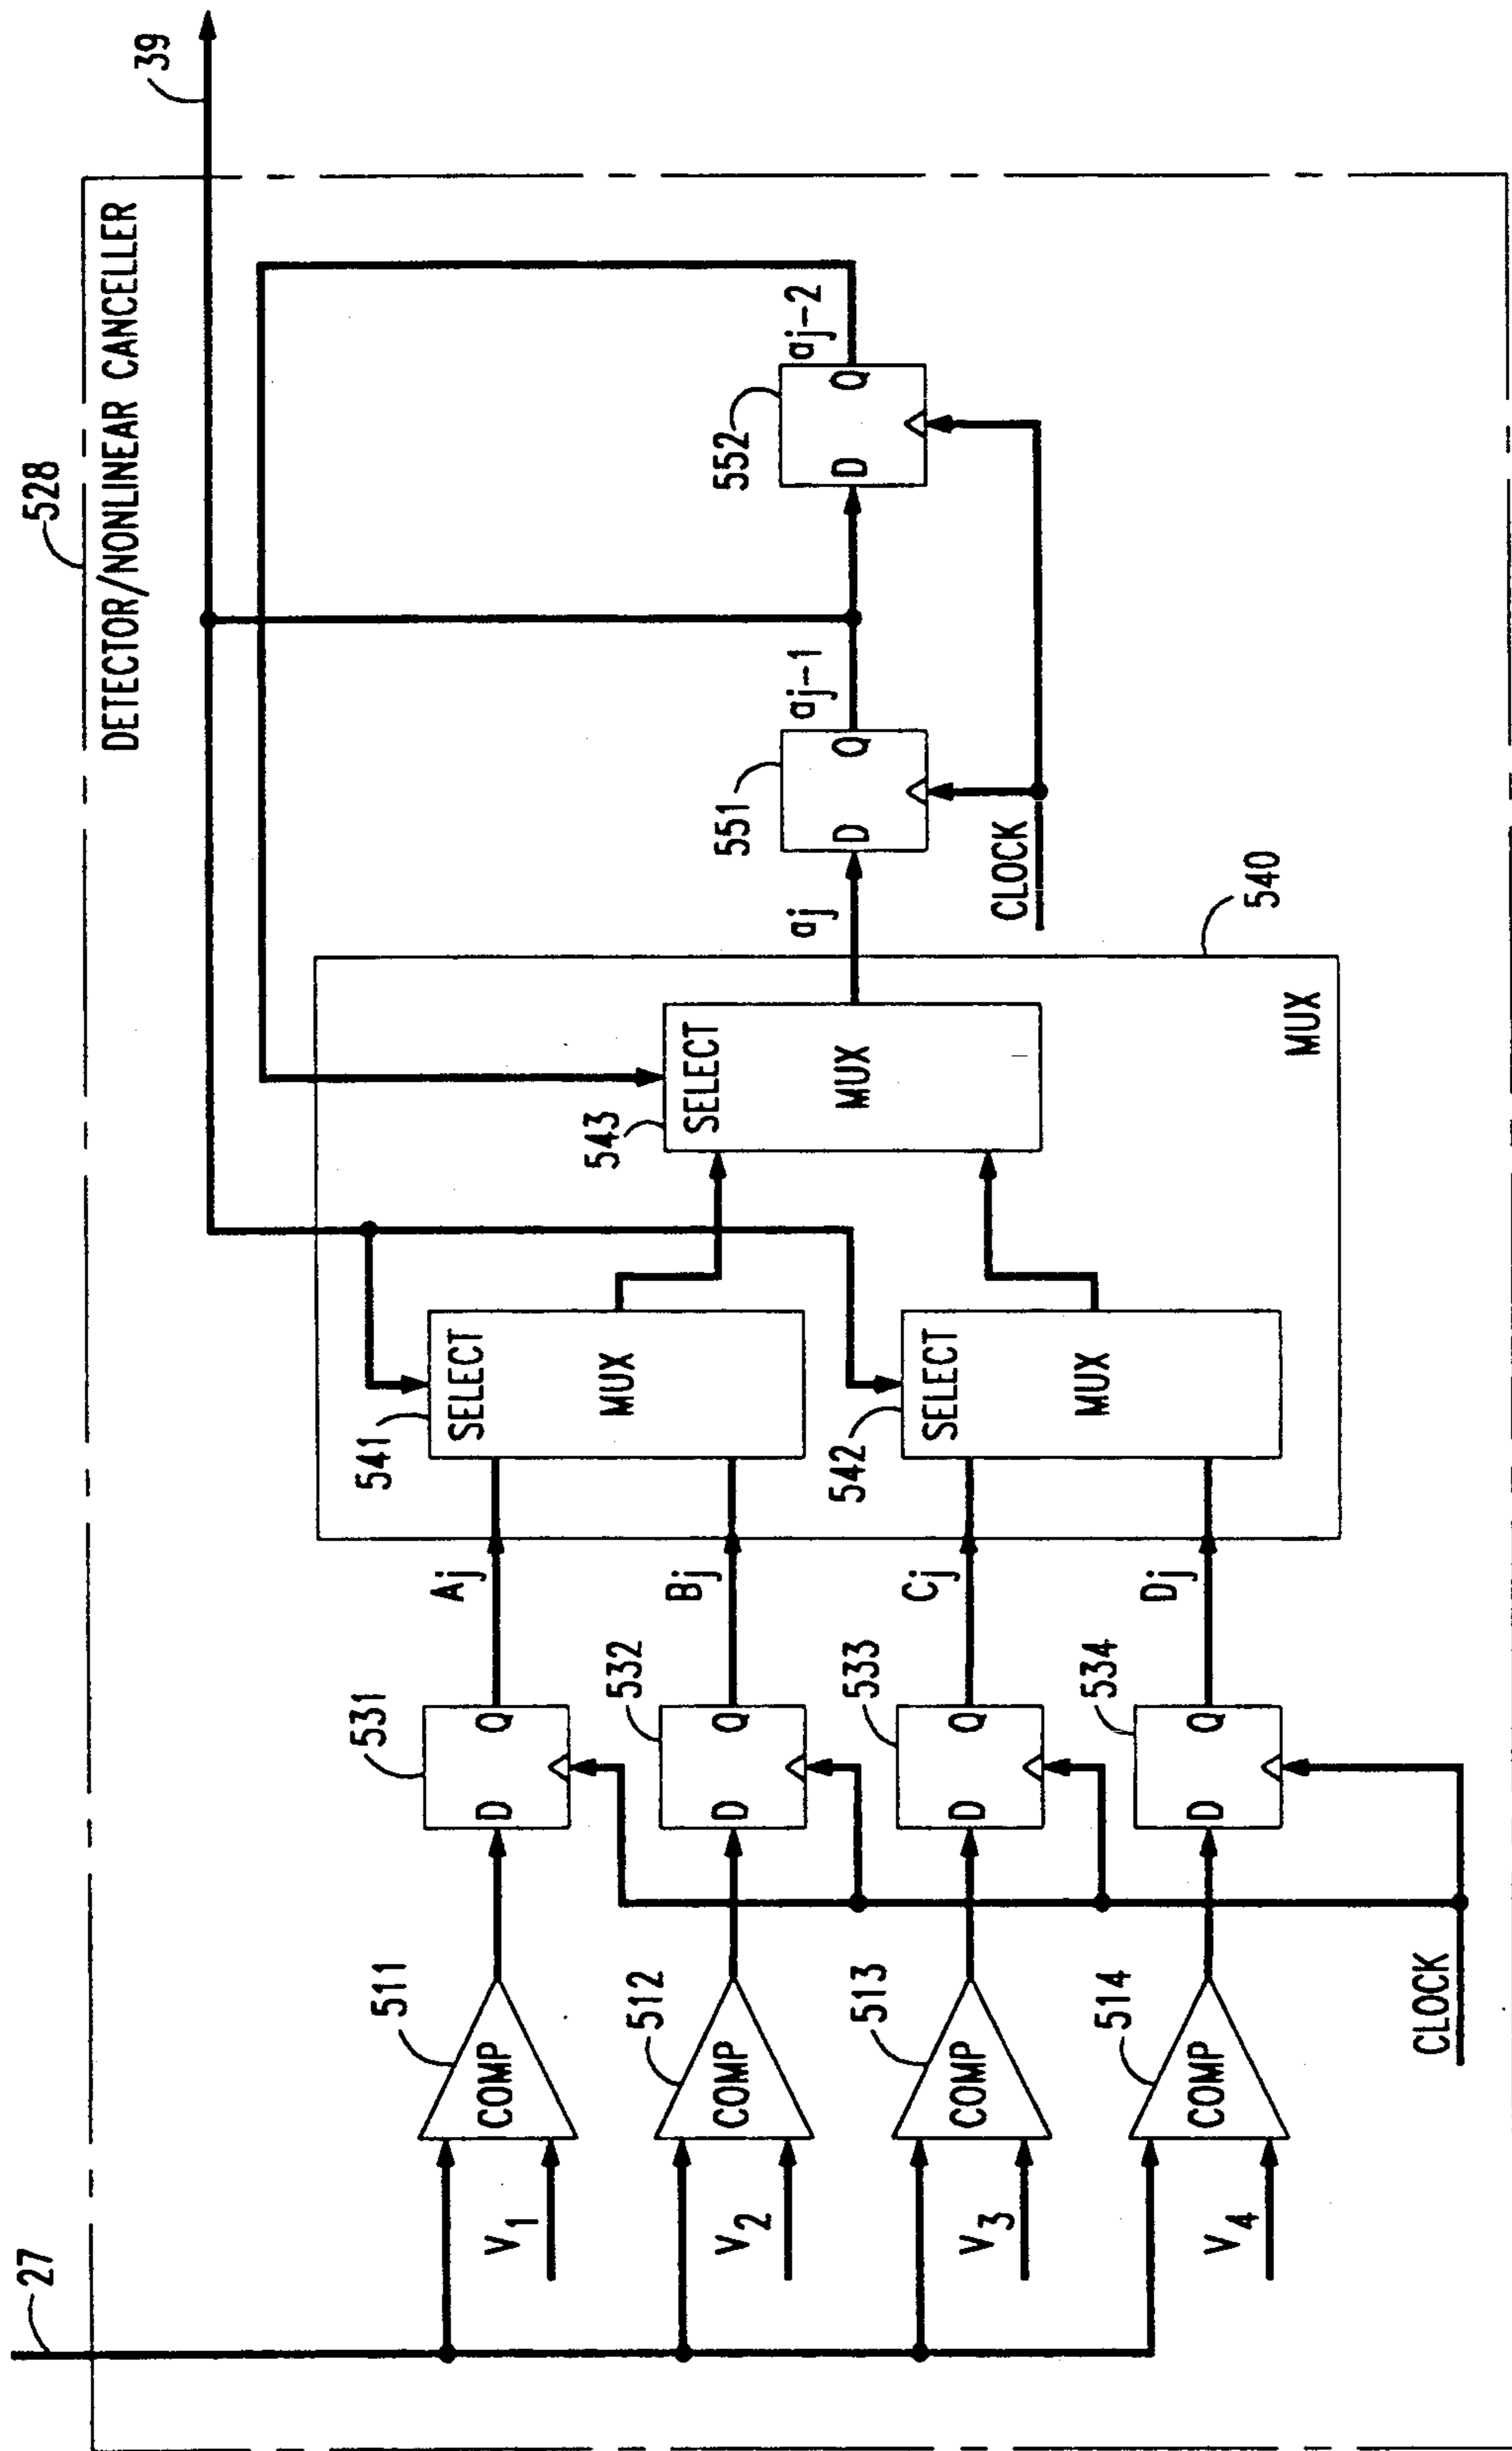 528
DETECTOR/NONLINEAR CANCELLER
27
39
V1
COMP
511
D Q
531
Aj
541
SELECT
MUX
V2
COMP
512
D Q
532
Bj
V3
COMP
513
D Q
533
Cj
542
SELECT
MUX
V4
COMP
514
D Q
534
Dj
CLOCK
543
SELECT
MUX
MUX
540
aj
551
D Q
aj-1
552
D Q
aj-2
CLOCK